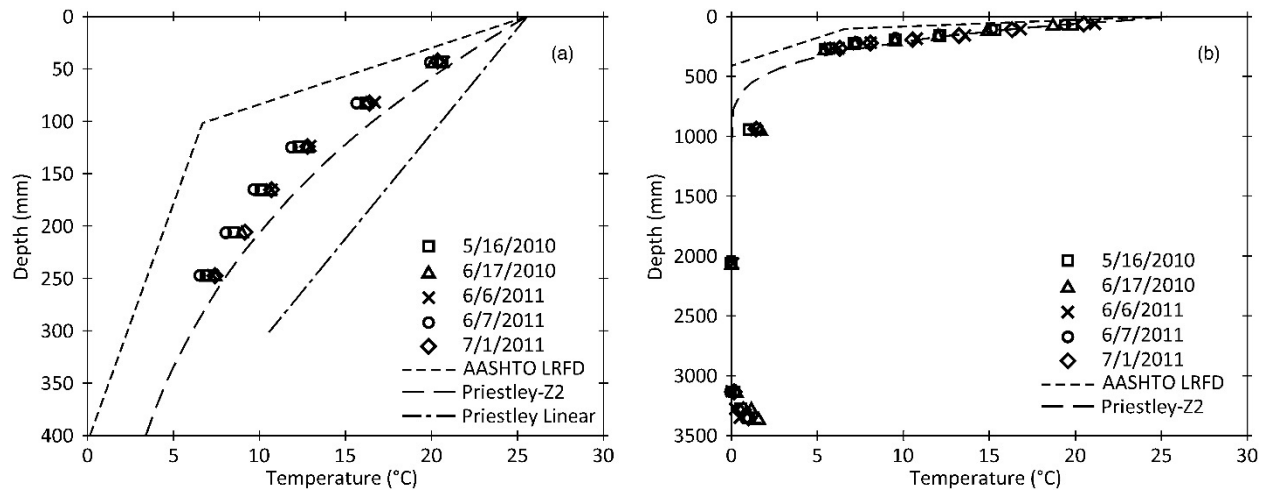 (a)
Depth (mm)
0
50
100
150
200
250
300
350
400
0 5 10 15 20 25 30
Temperature (°C)
5/16/2010
6/17/2010
6/6/2011
6/7/2011
7/1/2011
AASHTO LRFD
Priestley-Z2
Priestley Linear
(b)
Depth (mm)
0
500
1000
1500
2000
2500
3000
3500
0 5 10 15 20 25 30
Temperature (°C)
5/16/2010
6/17/2010
6/6/2011
6/7/2011
7/1/2011
AASHTO LRFD
Priestley-Z2